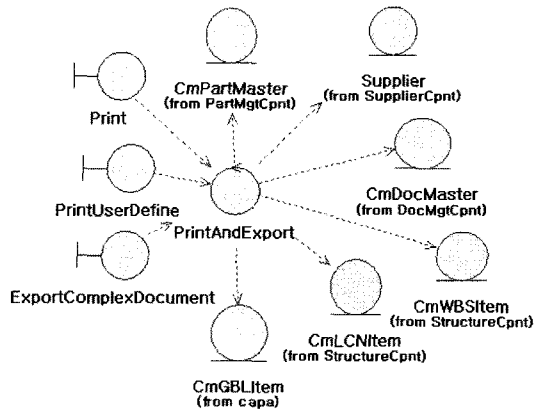 CmPartMaster
(from PartMgtCpnt)
Supplier
(from SupplierCpnt)
Print
PrintUserDefine
CmDocMaster
(from DocMgtCpnt)
PrintAndExport
ExportComplexDocument
CmWBSItem
(from StructureCpnt)
CmLCNItem
(from StructureCpnt)
CmGBLItem
(from capa)